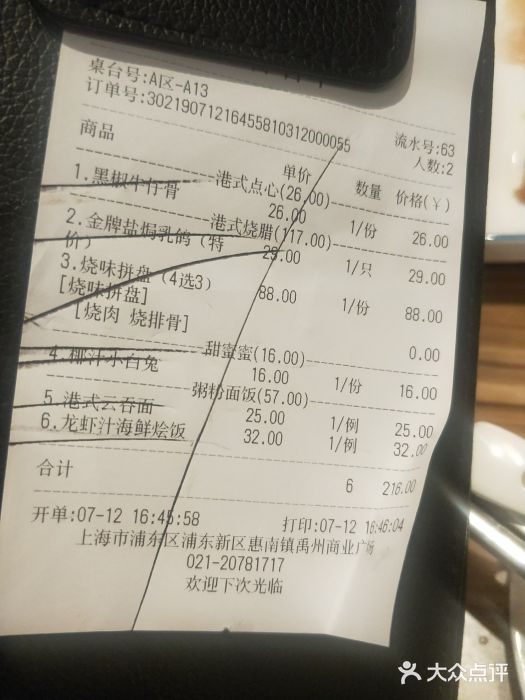 桌台号:A区-A13
流水号:63
订单号:30219071216455810312000055
人数:2
商品 单价 数量 价格(¥)
港式点心(26.00)
1.黑椒牛仔骨
26.00 1/份 26.00
港式烧腊(117.00)
2.金牌盐焗乳鸽(特价)
29.00 1/只 29.00
3.烧味拼盘(4选3)
88.00 1/份 88.00
[烧味拼盘]
[烧肉 烧排骨] 0.00
甜蜜蜜(16.00)
4.椰汁小白兔
16.00 1/份 16.00
粥粉面饭(57.00)
5.港式云吞面
25.00 1/例 25.00
6.龙虾汁海鲜烩饭
32.00 1/例 32.00
合计 6 216.00
开单:07-12 16:45:58 打印:07-12 16:46:04
上海市浦东区浦东新区惠南镇禹州商业广场
021-20781717
欢迎下次光临
大众点评